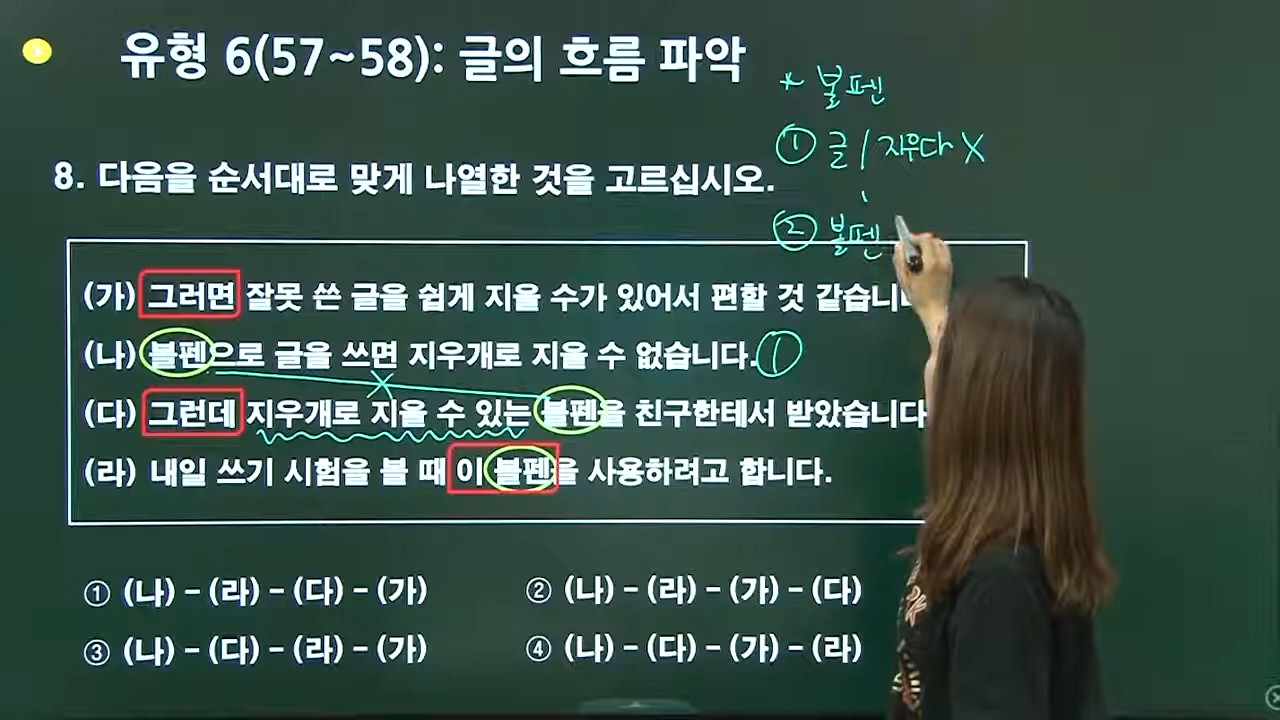 유형 6(57~58): 글의 흐름 파악
* 볼펜
① 글 / 지우다 X
② 볼펜
8. 다음을 순서대로 맞게 나열한 것을 고르십시오.
(가) 그러면 잘못 쓴 글을 쉽게 지울 수가 있어서 편할 것 같습니
(나) 볼펜으로 글을 쓰면 지우개로 지울 수 없습니다. ①
(다) 그런데 지우개로 지울 수 있는 볼펜을 친구한테서 받았습니다
(라) 내일 쓰기 시험을 볼 때 이 볼펜을 사용하려고 합니다.
① (나) - (라) - (다) - (가)
② (나) - (라) - (가) - (다)
③ (나) - (다) - (라) - (가)
④ (나) - (다) - (가) - (라)